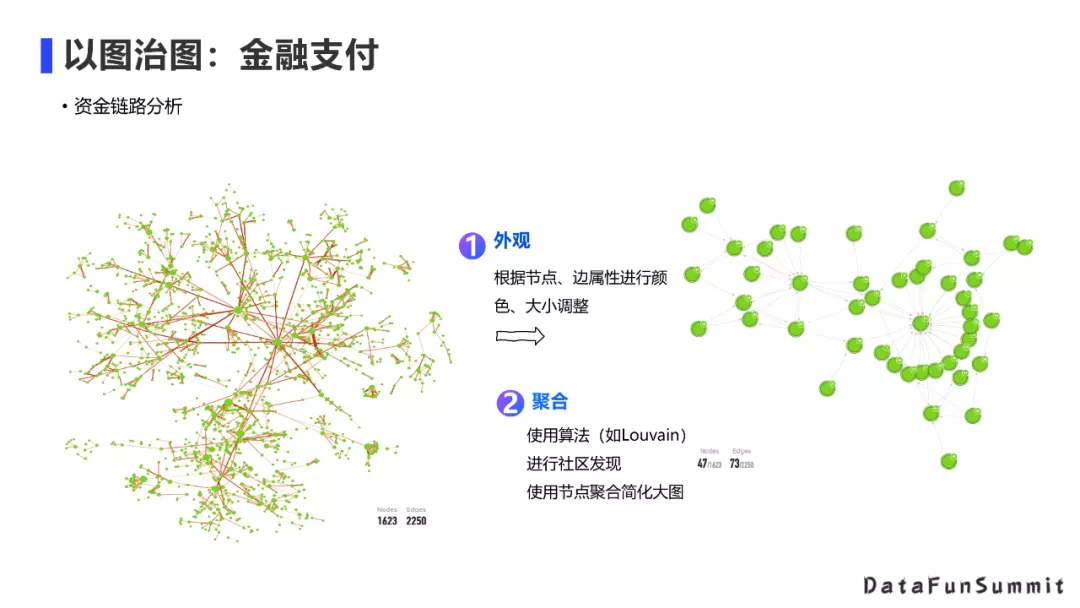 以图治图：金融支付
• 资金链路分析
1 外观
根据节点、边属性进行颜
色、大小调整
2 聚合
使用算法（如Louvain）
进行社区发现
使用节点聚合简化大图
Nodes Edges
1623 2250
Nodes Edges
47/1623 73/2250
DataFunSummit